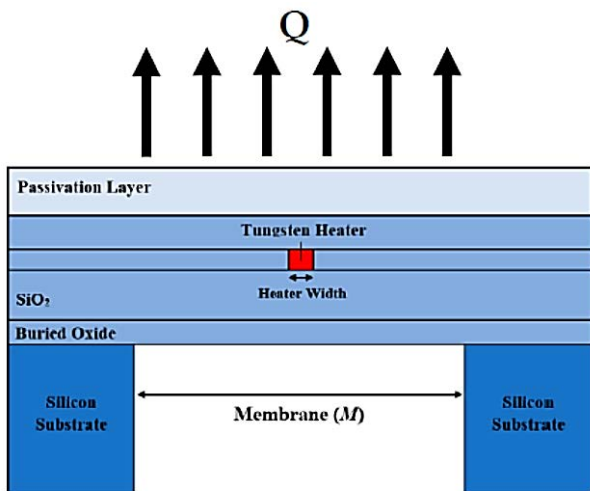 Q
Passivation Layer
Tungsten Heater
Heater Width
SiO₂
Buried Oxide
Silicon
Substrate
Membrane (M)
Silicon
Substrate